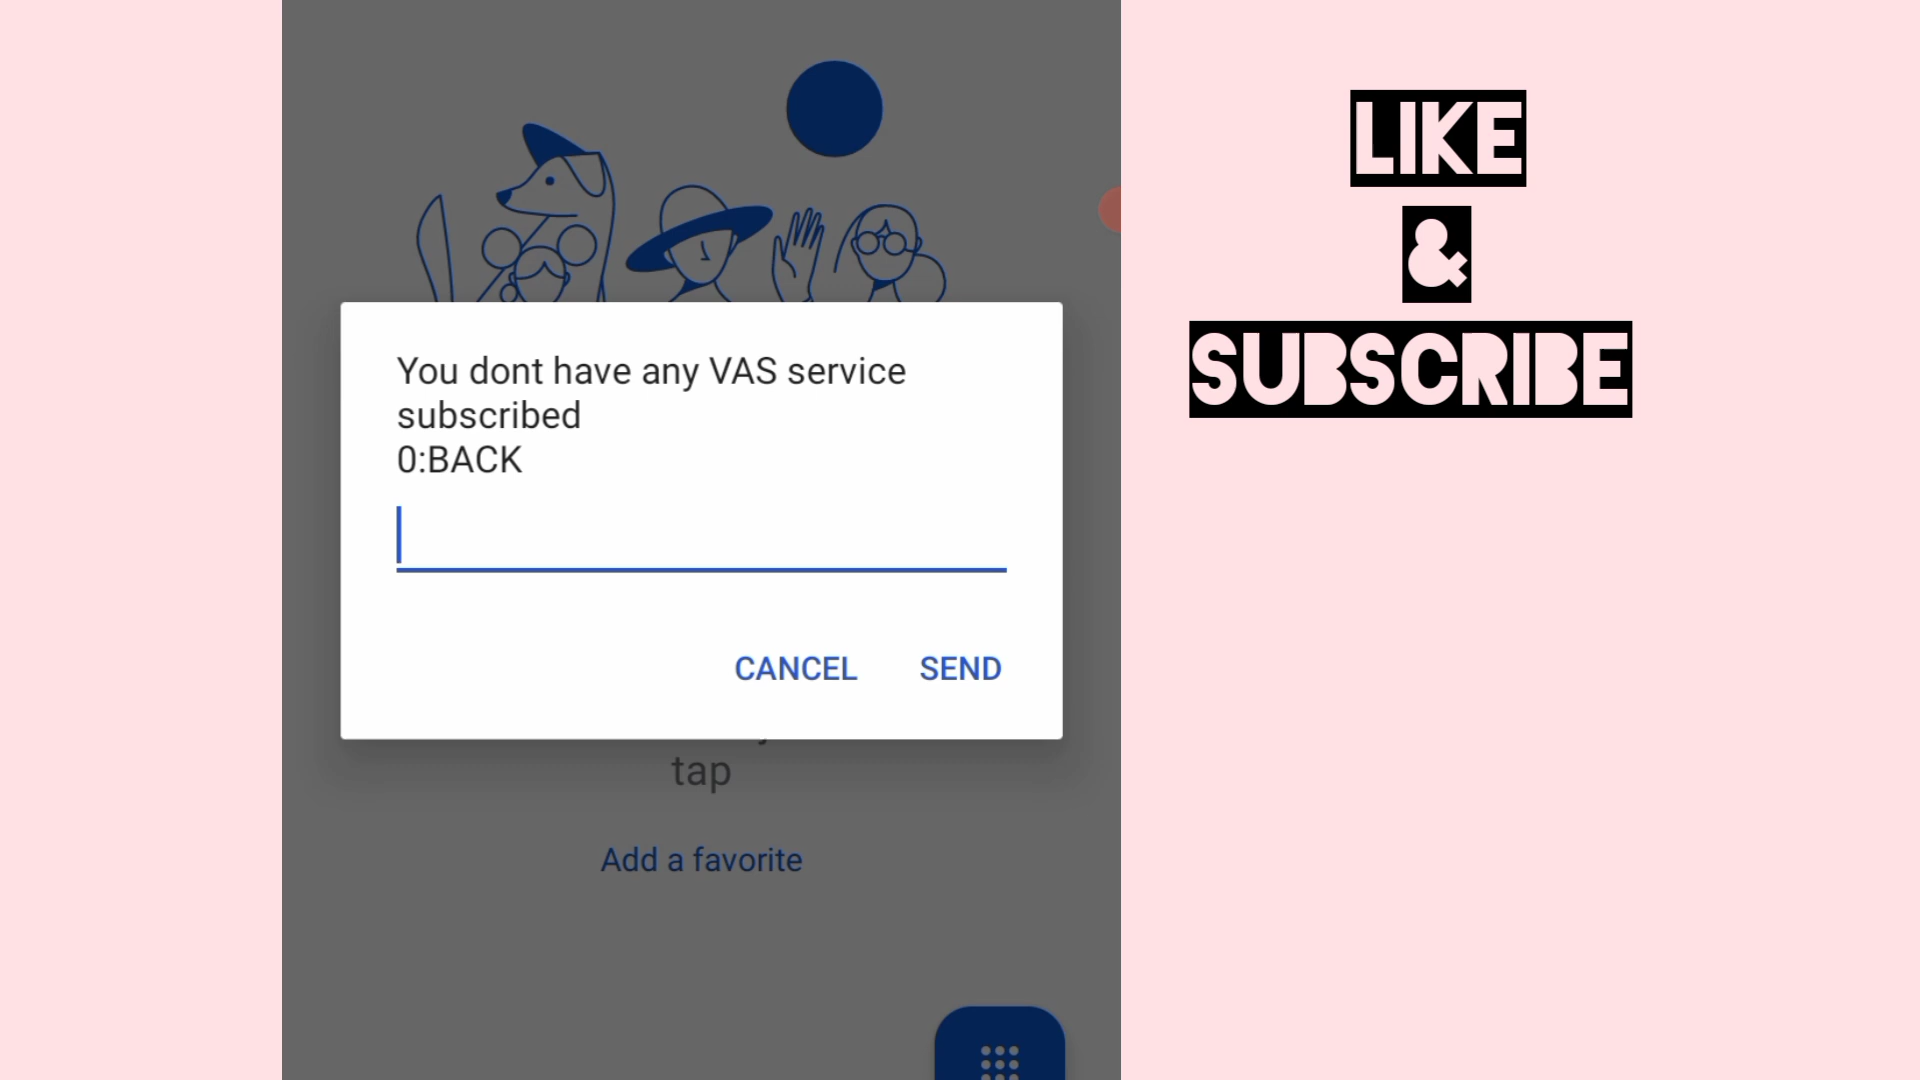 You dont have any VAS service
subscribed
0:BACK
CANCEL SEND
tap
Add a favorite
LIKE
&
SUBSCRIBE